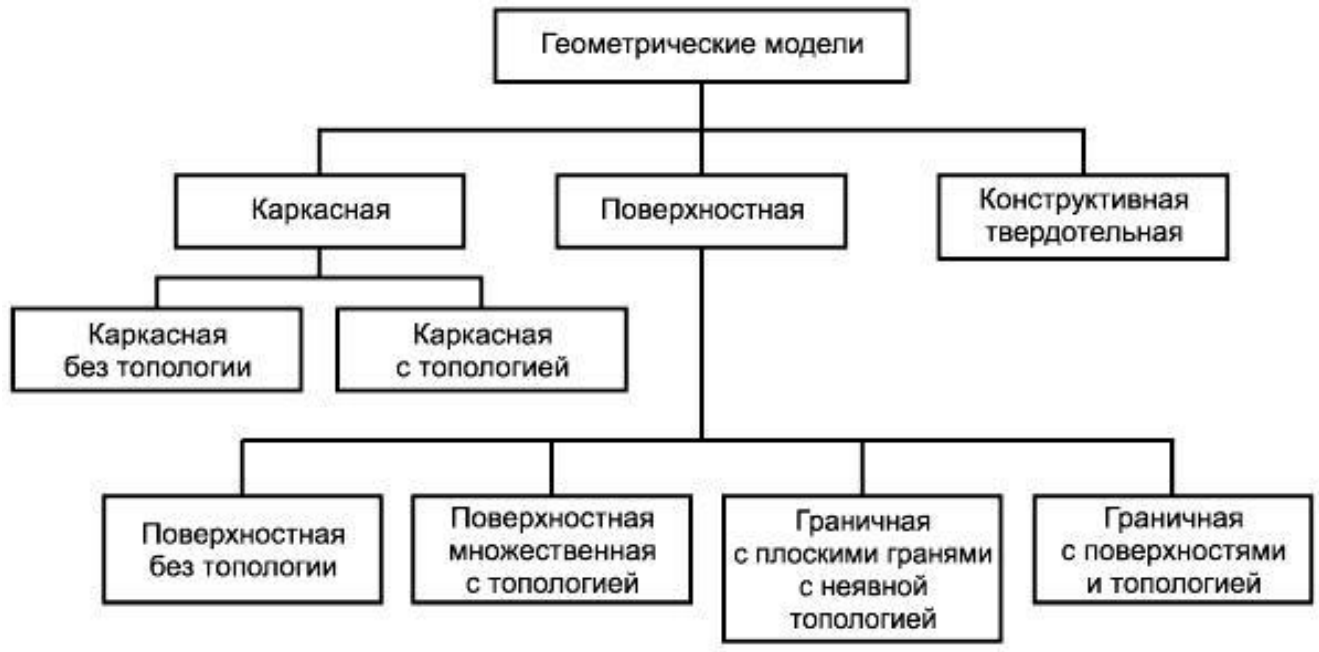 Геометрические модели
Каркасная
Поверхностная
Конструктивная
твердотельная
Каркасная
без топологии
Каркасная
с топологией
Поверхностная
без топологии
Поверхностная
множественная
с топологией
Граничная
с плоскими гранями
с неявной
топологией
Граничная
с поверхностями
и топологией